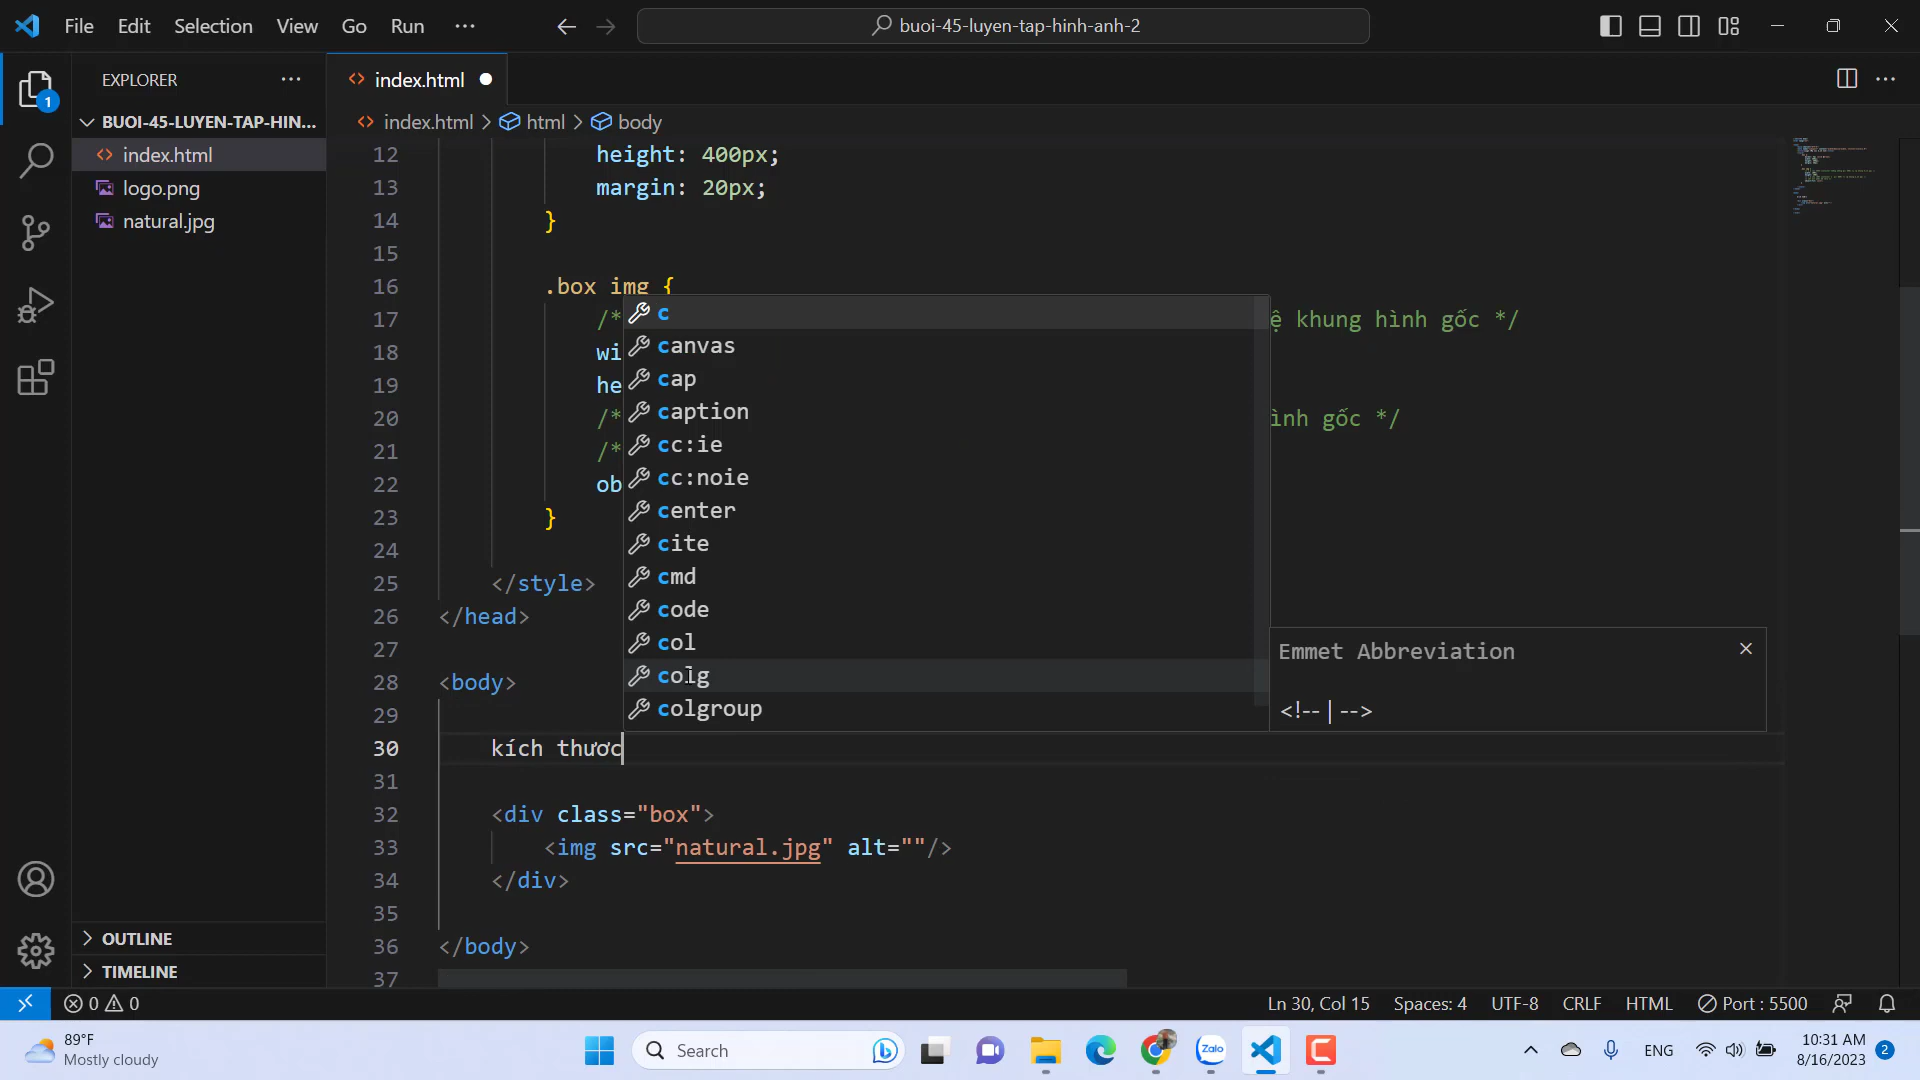 File Edit Selection View Go Run ···
buoi-45-luyen-tap-hinh-anh-2
EXPLORER
index.html
BUOI-45-LUYEN-TAP-HIN...
index.html
logo.png
natural.jpg
index.html > html > body
12 height: 400px;
13 margin: 20px;
14 }
15
16 .box img {
17 /* ệ khung hình gốc */
18 wi
19 he
20 /* ình gốc */
21 /*
22 ob
23 }
24
25 </style>
26 </head>
27
28 <body>
29
30 kích thươc
31
32 <div class="box">
33 <img src="natural.jpg" alt=""/>
34 </div>
35
36 </body>
37
c
canvas
cap
caption
cc:ie
cc:noie
center
cite
cmd
code
col
colg
colgroup
Emmet Abbreviation
<!-- | -->
OUTLINE
TIMELINE
1
0 0
Ln 30, Col 15 Spaces: 4 UTF-8 CRLF HTML Port : 5500
89°F
Mostly cloudy
Search
Zalo
ENG
10:31 AM
8/16/2023
2